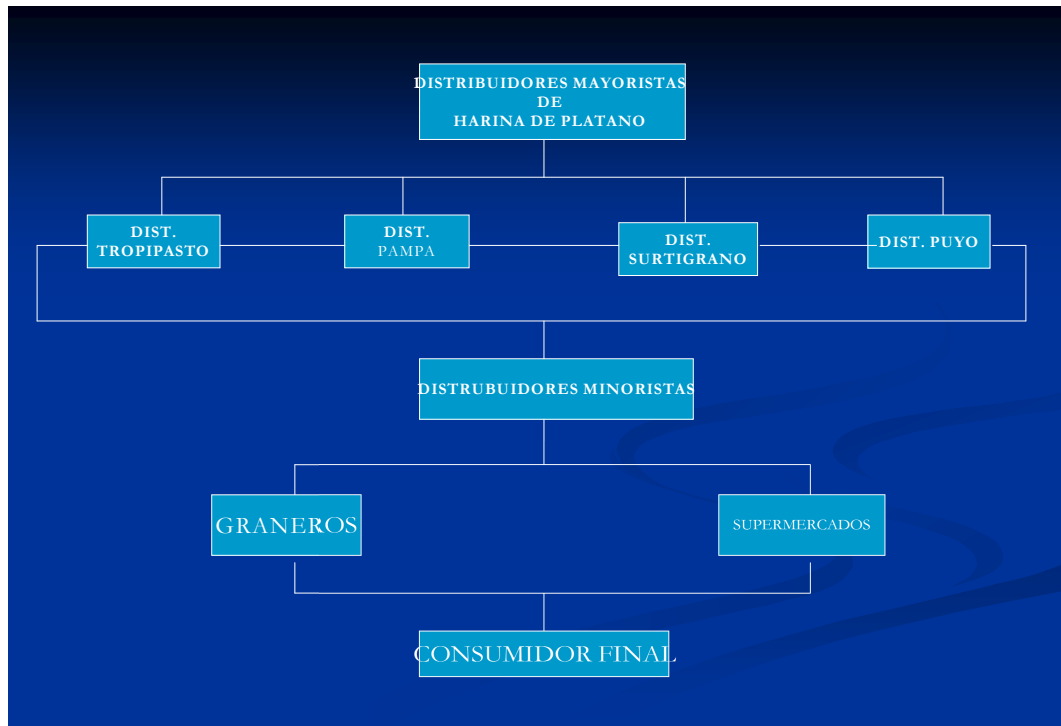 DISTRIBUIDORES MAYORISTAS
DE
HARINA DE PLATANO
DIST.
TROPIPASTO
DIST.
PAMPA
DIST.
SURTIGRANO
DIST. PUYO
DISTRUBUIDORES MINORISTAS
GRANEROS
SUPERMERCADOS
CONSUMIDOR FINAL